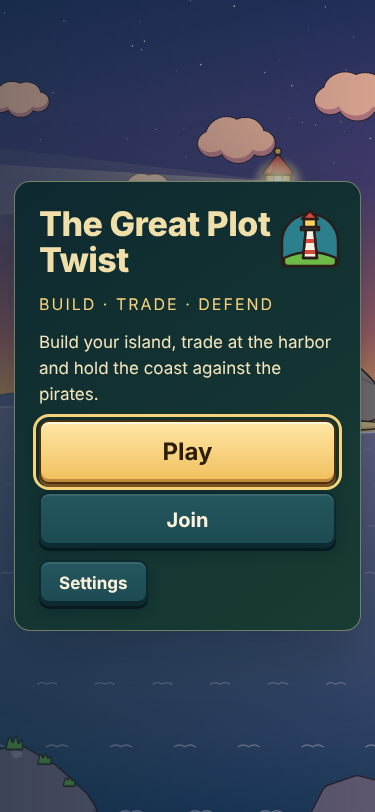 The Great Plot
Twist
BUILD · TRADE · DEFEND
Build your island, trade at the harbor
and hold the coast against the
pirates.
Play
Join
Settings